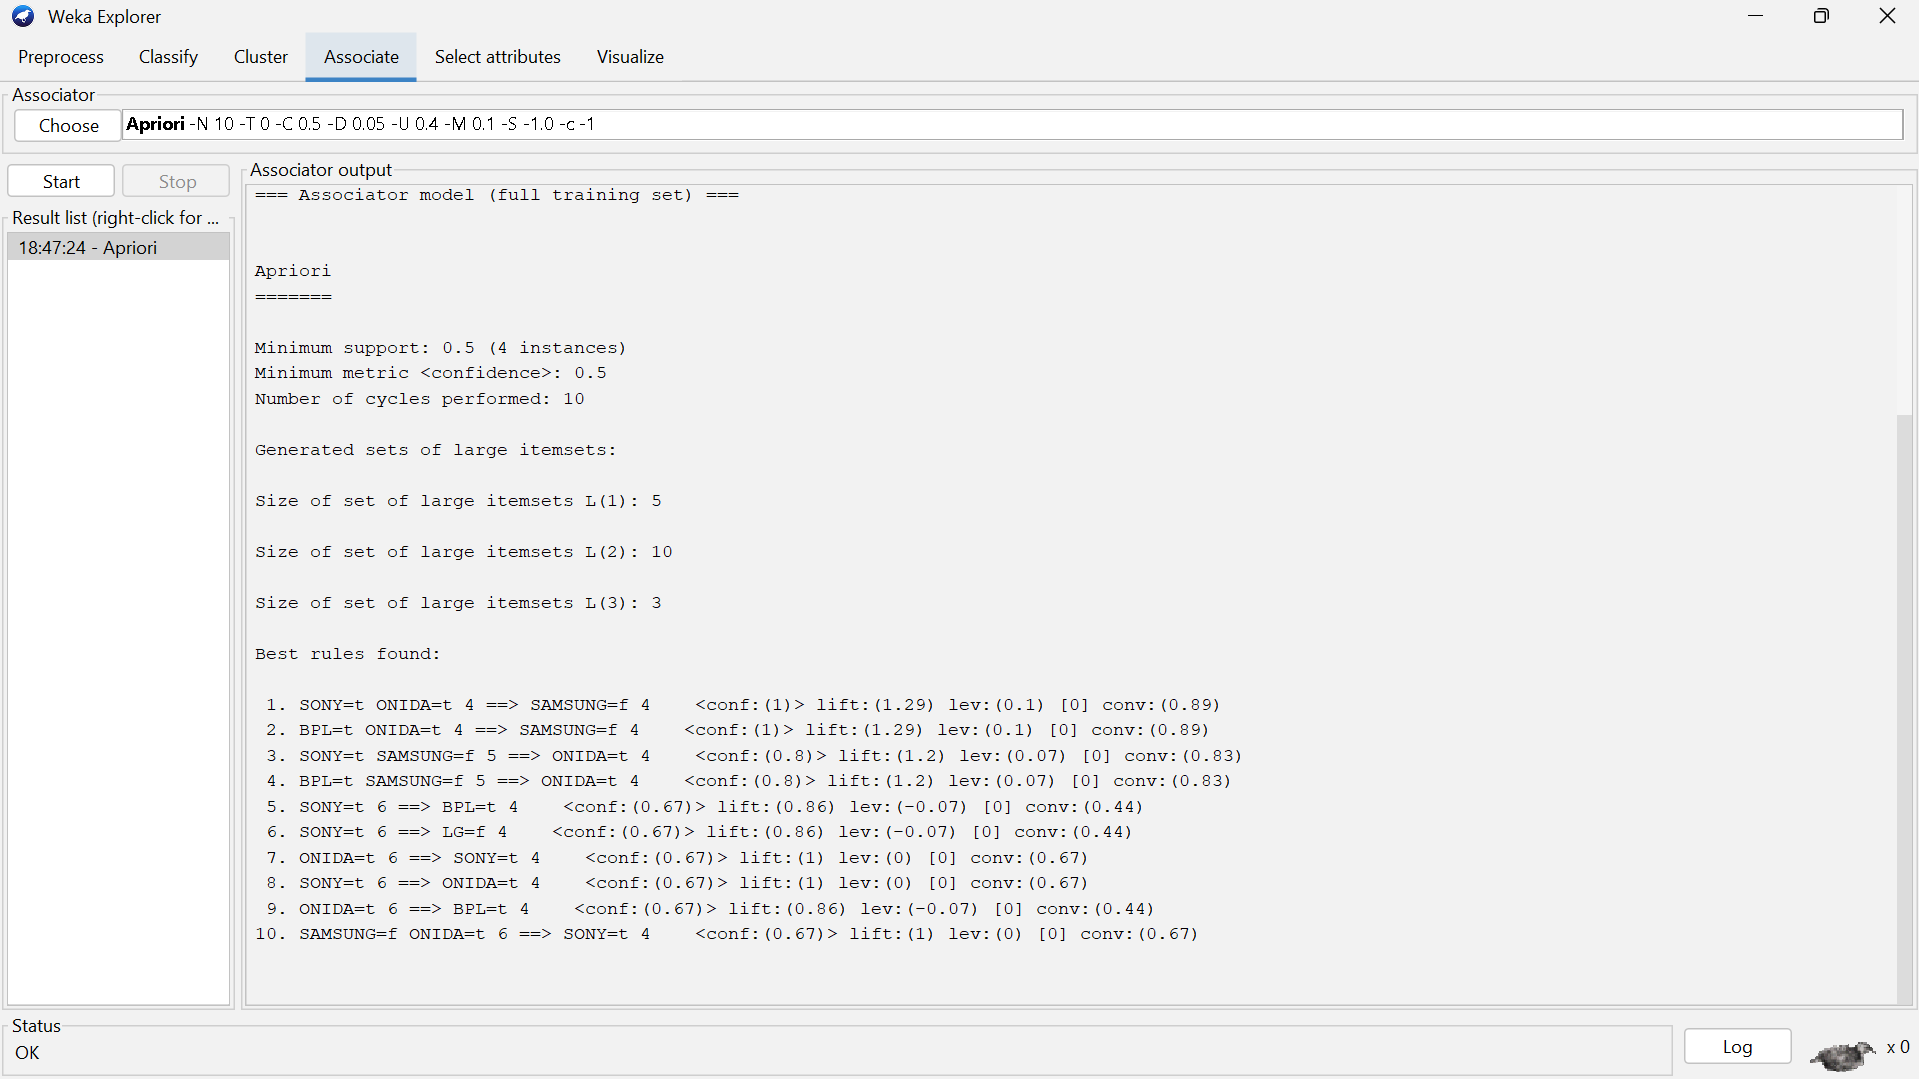 Weka Explorer
Preprocess Classify Cluster Associate Select attributes Visualize
Associator
Choose Apriori -N 10 -T 0 -C 0.5 -D 0.05 -U 0.4 -M 0.1 -S -1.0 -c -1
Start Stop
Result list (right-click for ...
18:47:24 - Apriori
Associator output
=== Associator model (full training set) ===
Apriori
=======
Minimum support: 0.5 (4 instances)
Minimum metric <confidence>: 0.5
Number of cycles performed: 10
Generated sets of large itemsets:
Size of set of large itemsets L(1): 5
Size of set of large itemsets L(2): 10
Size of set of large itemsets L(3): 3
Best rules found:
1. SONY=t ONIDA=t 4 ==> SAMSUNG=f 4 <conf:(1)> lift:(1.29) lev:(0.1) [0] conv:(0.89)
2. BPL=t ONIDA=t 4 ==> SAMSUNG=f 4 <conf:(1)> lift:(1.29) lev:(0.1) [0] conv:(0.89)
3. SONY=t SAMSUNG=f 5 ==> ONIDA=t 4 <conf:(0.8)> lift:(1.2) lev:(0.07) [0] conv:(0.83)
4. BPL=t SAMSUNG=f 5 ==> ONIDA=t 4 <conf:(0.8)> lift:(1.2) lev:(0.07) [0] conv:(0.83)
5. SONY=t 6 ==> BPL=t 4 <conf:(0.67)> lift:(0.86) lev:(-0.07) [0] conv:(0.44)
6. SONY=t 6 ==> LG=f 4 <conf:(0.67)> lift:(0.86) lev:(-0.07) [0] conv:(0.44)
7. ONIDA=t 6 ==> SONY=t 4 <conf:(0.67)> lift:(1) lev:(0) [0] conv:(0.67)
8. SONY=t 6 ==> ONIDA=t 4 <conf:(0.67)> lift:(1) lev:(0) [0] conv:(0.67)
9. ONIDA=t 6 ==> BPL=t 4 <conf:(0.67)> lift:(0.86) lev:(-0.07) [0] conv:(0.44)
10. SAMSUNG=f ONIDA=t 6 ==> SONY=t 4 <conf:(0.67)> lift:(1) lev:(0) [0] conv:(0.67)
Status
OK
Log
x 0